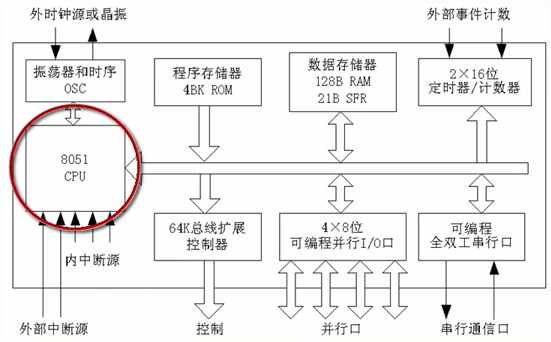 外时钟源或晶振
外部事件计数
振荡器和时序
OSC
程序存储器
4BK ROM
数据存储器
128B RAM
21B SFR
2×16位
定时器/计数器
8051
CPU
64K总线扩展
控制器
4×8位
可编程并行I/O口
可编程
全双工串行口
内中断源
外部中断源
控制
并行口
串行通信口